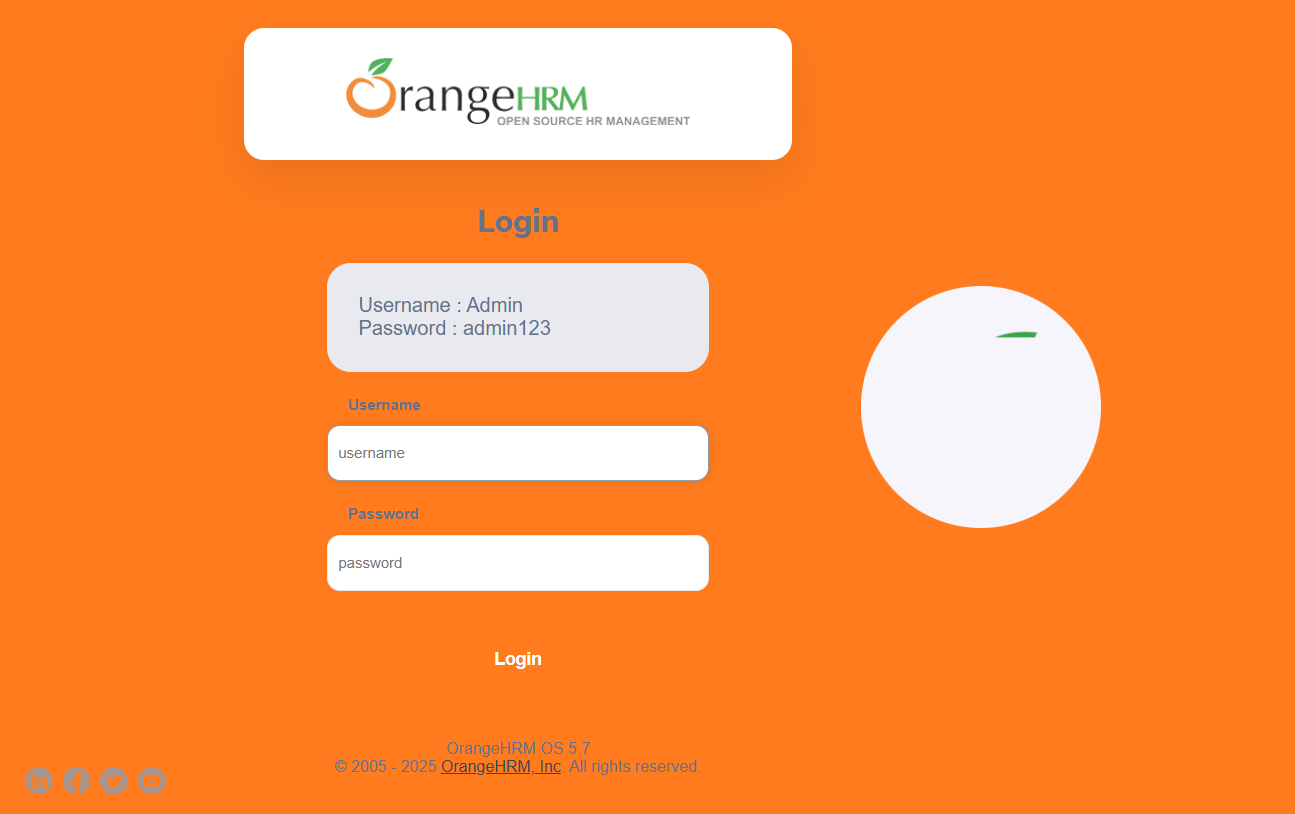 OrangeHRM
OPEN SOURCE HR MANAGEMENT
Login
Username : Admin
Password : admin123
Username
username
Password
password
Login
OrangeHRM OS 5.7
© 2005 - 2025 OrangeHRM, Inc. All rights reserved.